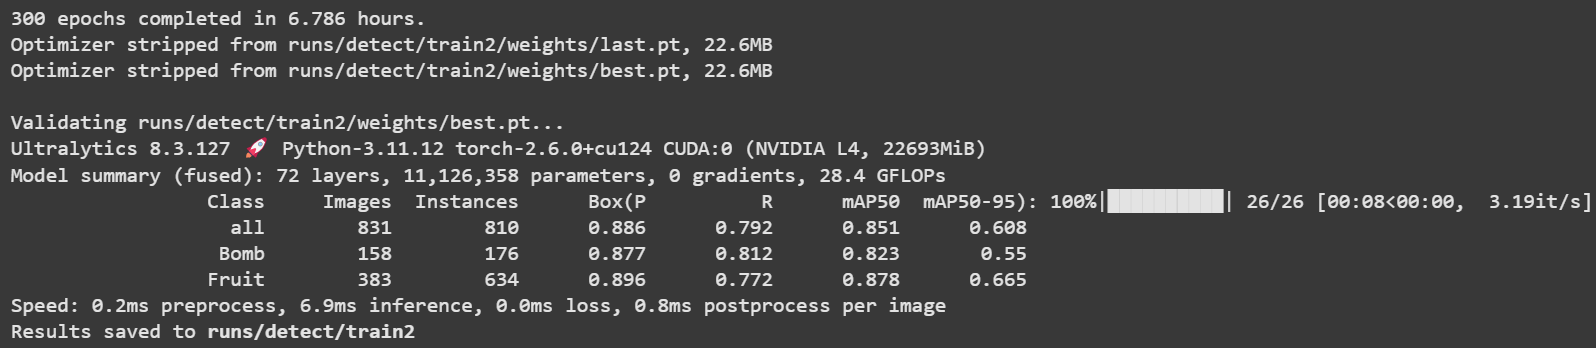 300 epochs completed in 6.786 hours.
Optimizer stripped from runs/detect/train2/weights/last.pt, 22.6MB
Optimizer stripped from runs/detect/train2/weights/best.pt, 22.6MB
Validating runs/detect/train2/weights/best.pt...
Ultralytics 8.3.127 🚀 Python-3.11.12 torch-2.6.0+cu124 CUDA:0 (NVIDIA L4, 22693MiB)
Model summary (fused): 72 layers, 11,126,358 parameters, 0 gradients, 28.4 GFLOPs
Class Images Instances Box(P R mAP50 mAP50-95): 100%|██████████| 26/26 [00:08<00:00, 3.19it/s]
all 831 810 0.886 0.792 0.851 0.608
Bomb 158 176 0.877 0.812 0.823 0.55
Fruit 383 634 0.896 0.772 0.878 0.665
Speed: 0.2ms preprocess, 6.9ms inference, 0.0ms loss, 0.8ms postprocess per image
Results saved to runs/detect/train2